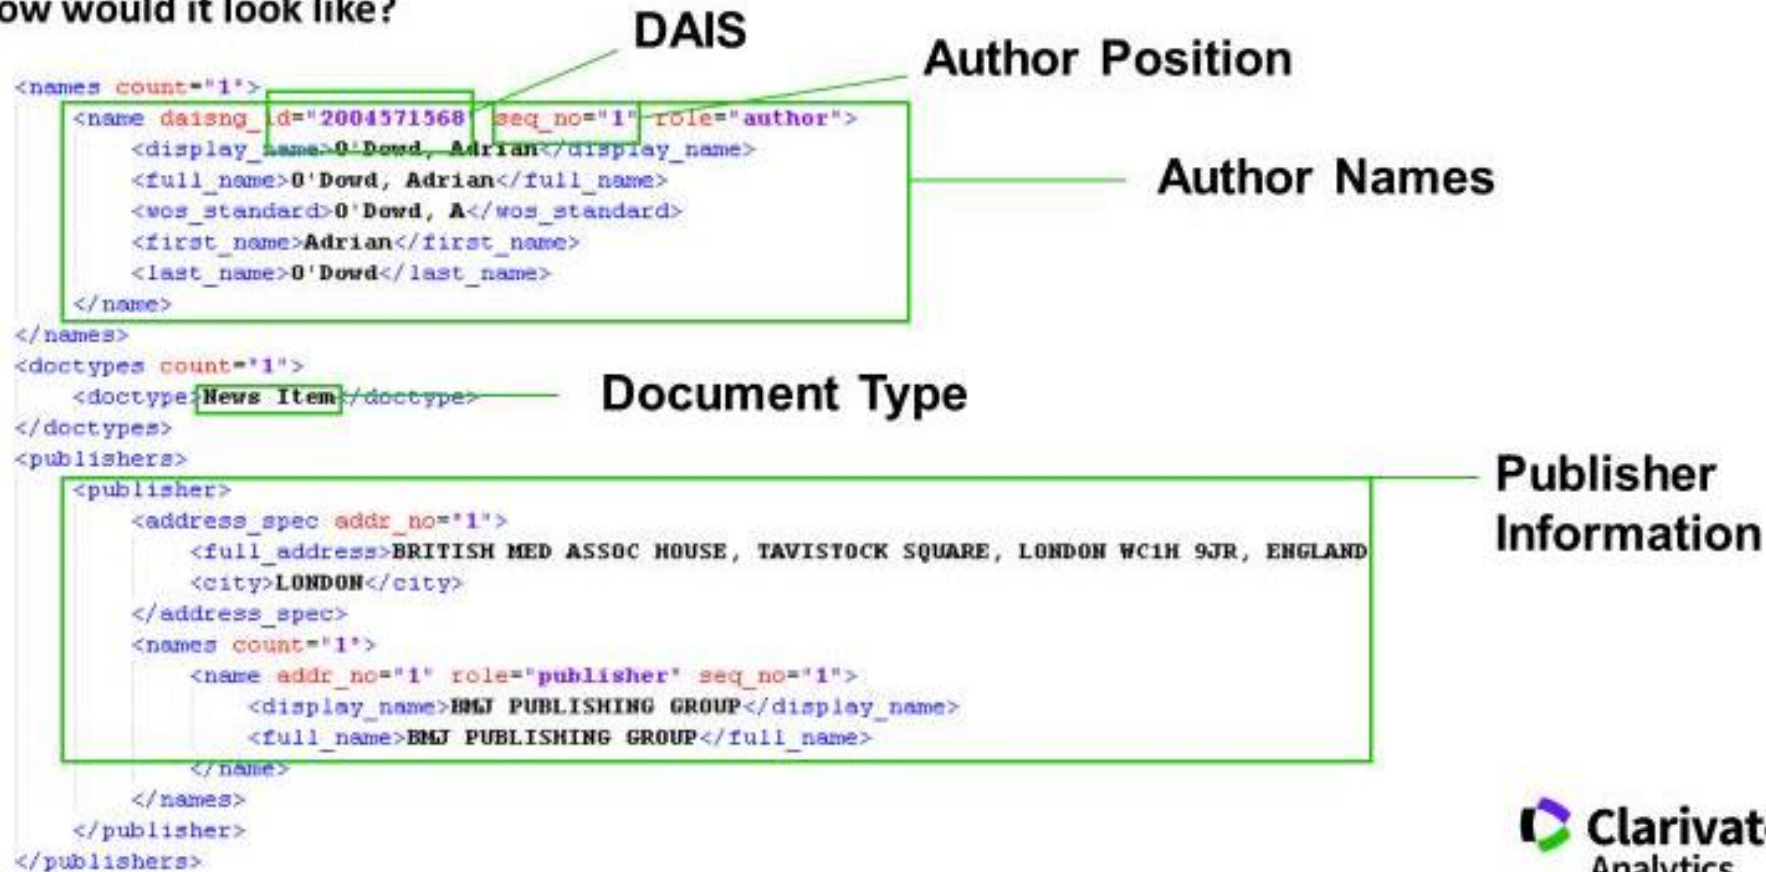 ow would it look like?
DAIS
Author Position
<names count="1">
<name daisng_id="2004571568" seq_no="1" role="author">
<display_name>O'Dowd, Adrian</display_name>
<full_name>O'Dowd, Adrian</full_name>
Author Names
<wos_standard>O'Dowd, A</wos_standard>
<first_name>Adrian</first_name>
<last_name>O'Dowd</last_name>
</name>
</names>
<doctypes count="1">
<doctype>News Item</doctype>
Document Type
</doctypes>
<publishers>
<publisher>
Publisher
Information
<address_spec addr_no="1">
<full_address>BRITISH MED ASSOC HOUSE, TAVISTOCK SQUARE, LONDON WC1H 9JR, ENGLAND
<city>LONDON</city>
</address_spec>
<names count="1">
<name addr_no="1" role="publisher" seq_no="1">
<display_name>BMJ PUBLISHING GROUP</display_name>
<full_name>BMJ PUBLISHING GROUP</full_name>
</name>
</names>
</publisher>
</publishers>
Clarivate
Analytics